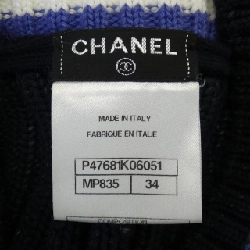 CHANEL
MADE IN ITALY
FABRIQUE EN ITALIE
P47681K06051
MP835 34